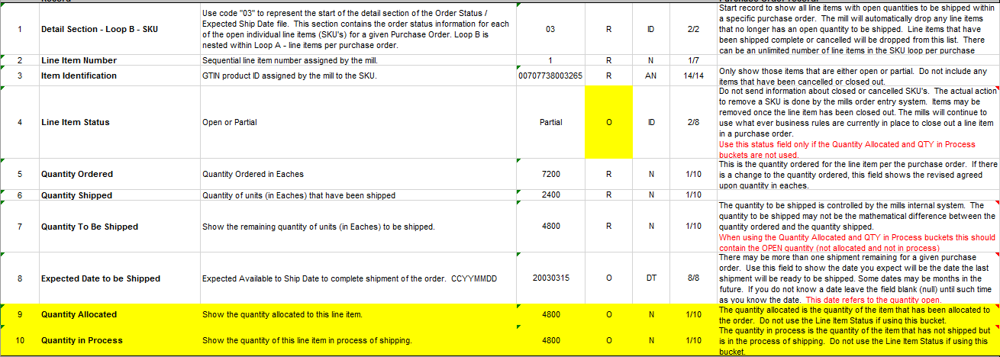 1
Detail Section - Loop B - SKU
Use code "03" to represent the start of the detail section of the Order Status /
Expected Ship Date file.  This section contains the order status information for each
of the open individual line items (SKU's) for a given Purchase Order. Loop B is
nested within Loop A - line items per purchase order.
03
R
ID
2/2
Start record to show all line items with open quantities to be shipped within
a specific purchase order.  The mill will automatically drop any line items
that no longer has an open quantity to be shipped.   Line items that have
been shipped complete or cancelled will be dropped from this list.  There
can be an unlimited number of line items in the SKU loop per purchase
2
Line Item Number
Sequential line item number assigned by the mill.
1
R
N
1/7
3
Item Identification
GTIN product ID assigned by the mill to the SKU.
00707738003265
R
AN
14/14
Only show those items that are either open or partial.  Do not include any
items that have been cancelled or closed out.
4
Line Item Status
Open or Partial
Partial
O
ID
2/8
Do not send information about closed or cancelled SKU's.  The actual action
to remove a SKU is done by the mills order entry system.  Items may be
removed once the line item has been closed out. The mills will continue to
use what ever business rules are currently in place to close out a line item
in a purchase order.
Use this status field only if the Quantity Allocated and QTY in Process
buckets are not used.
5
Quantity Ordered
Quantity Ordered in Eaches
7200
R
N
1/10
This is the quantity ordered for the line item per the purchase order.  If there
is a change to the quantity ordered, this field shows the revised agreed
upon quantity in eaches.
6
Quantity Shipped
Quantity of units (in Eaches) that have been shipped
2400
R
N
1/10
7
Quantity To Be Shipped
Show the remaining quantity of units (in Eaches) to be shipped.
4800
R
N
1/10
The quantity to be shipped is controlled by the mills internal system.  The
quantity to be shipped may not be the mathematical difference between the
quantity ordered and the quantity shipped.
When using the Quantity Allocated and QTY in Process buckets this should
contain the OPEN quantity (not allocated and not in process)
8
Expected Date to be Shipped
Expected Available to Ship Date to complete shipment of the order.  CCYYMMDD
20030315
O
DT
8/8
There may be more than one shipment remaining for a given purchase
order.  Use this field to show the date you expect will be the date the last
shipment will be ready to be shipped. Some dates may be months in the
future.  If you do not know a date leave the field blank (null) until such time
as you know the date.  This date refers to the quantity open.
9
Quantity Allocated
Show the quantity allocated to this line item.
4800
O
N
1/10
The quantity allocated is the quantity of the item that has been allocated to
the order.  Do not use the Line Item Status if using this bucket.
10
Quantity in Process
Show the quantity of this line item in process of shipping.
4800
O
N
1/10
The quantity in process is the quantity of the item that has not shipped but
is in the process of shipping.  Do not use the Line Item Status if using this
bucket.